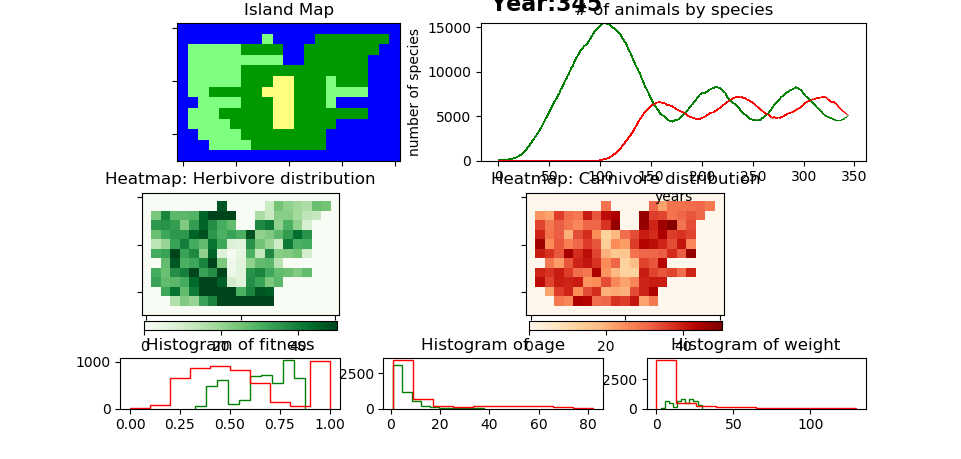 Year:345
Island Map
# of animals by species
number of species
15000
10000
5000
0
0 50 100 150 200 250 300 350
years
Heatmap: Herbivore distribution
Heatmap: Carnivore distribution
0 20 40
0 20 40
Histogram of fitness
Histogram of age
Histogram of weight
1000
0
0.00 0.25 0.50 0.75 1.00
2500
0
0 20 40 60 80
2500
0
0 50 100